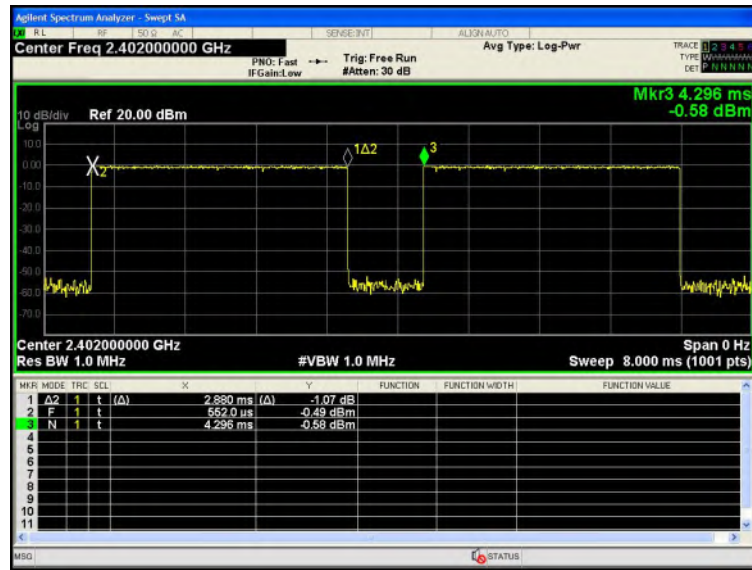 Agilent Spectrum Analyzer - Swept SA
RL RF 50 Ω AC SENSE:INT ALIGN AUTO
Center Freq 2.402000000 GHz
PNO: Fast
IFGain:Low
Trig: Free Run
#Atten: 30 dB
Avg Type: Log-Pwr
TRACE 1 2 3 4 5 6
TYPE
DET P N N N N N
Mkr3 4.296 ms
-0.58 dBm
10 dB/div Ref 20.00 dBm
Log
10.0
0.00
-10.0
-20.0
-30.0
-40.0
-50.0
-60.0
-70.0
X2
1Δ2
3
Center 2.402000000 GHz Span 0 Hz
Res BW 1.0 MHz #VBW 1.0 MHz Sweep 8.000 ms (1001 pts)
MKR MODE TRC SCL X Y FUNCTION FUNCTION WIDTH FUNCTION VALUE
1 Δ2 1 t (Δ) 2.880 ms (Δ) -1.07 dB
2 F 1 t 552.0 µs -0.49 dBm
3 N 1 t 4.296 ms -0.58 dBm
4
5
6
7
8
9
10
11
MSG STATUS